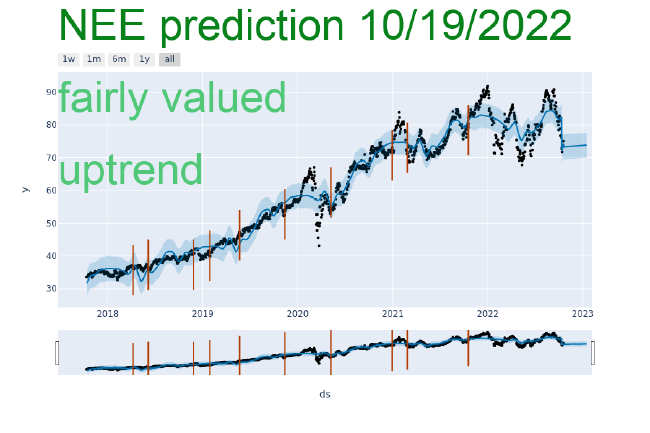 NEE prediction 10/19/2022
1w 1m 6m 1y all
fairly valued
uptrend
90
80
70
60
50
40
30
y
2018 2019 2020 2021 2022 2023
ds